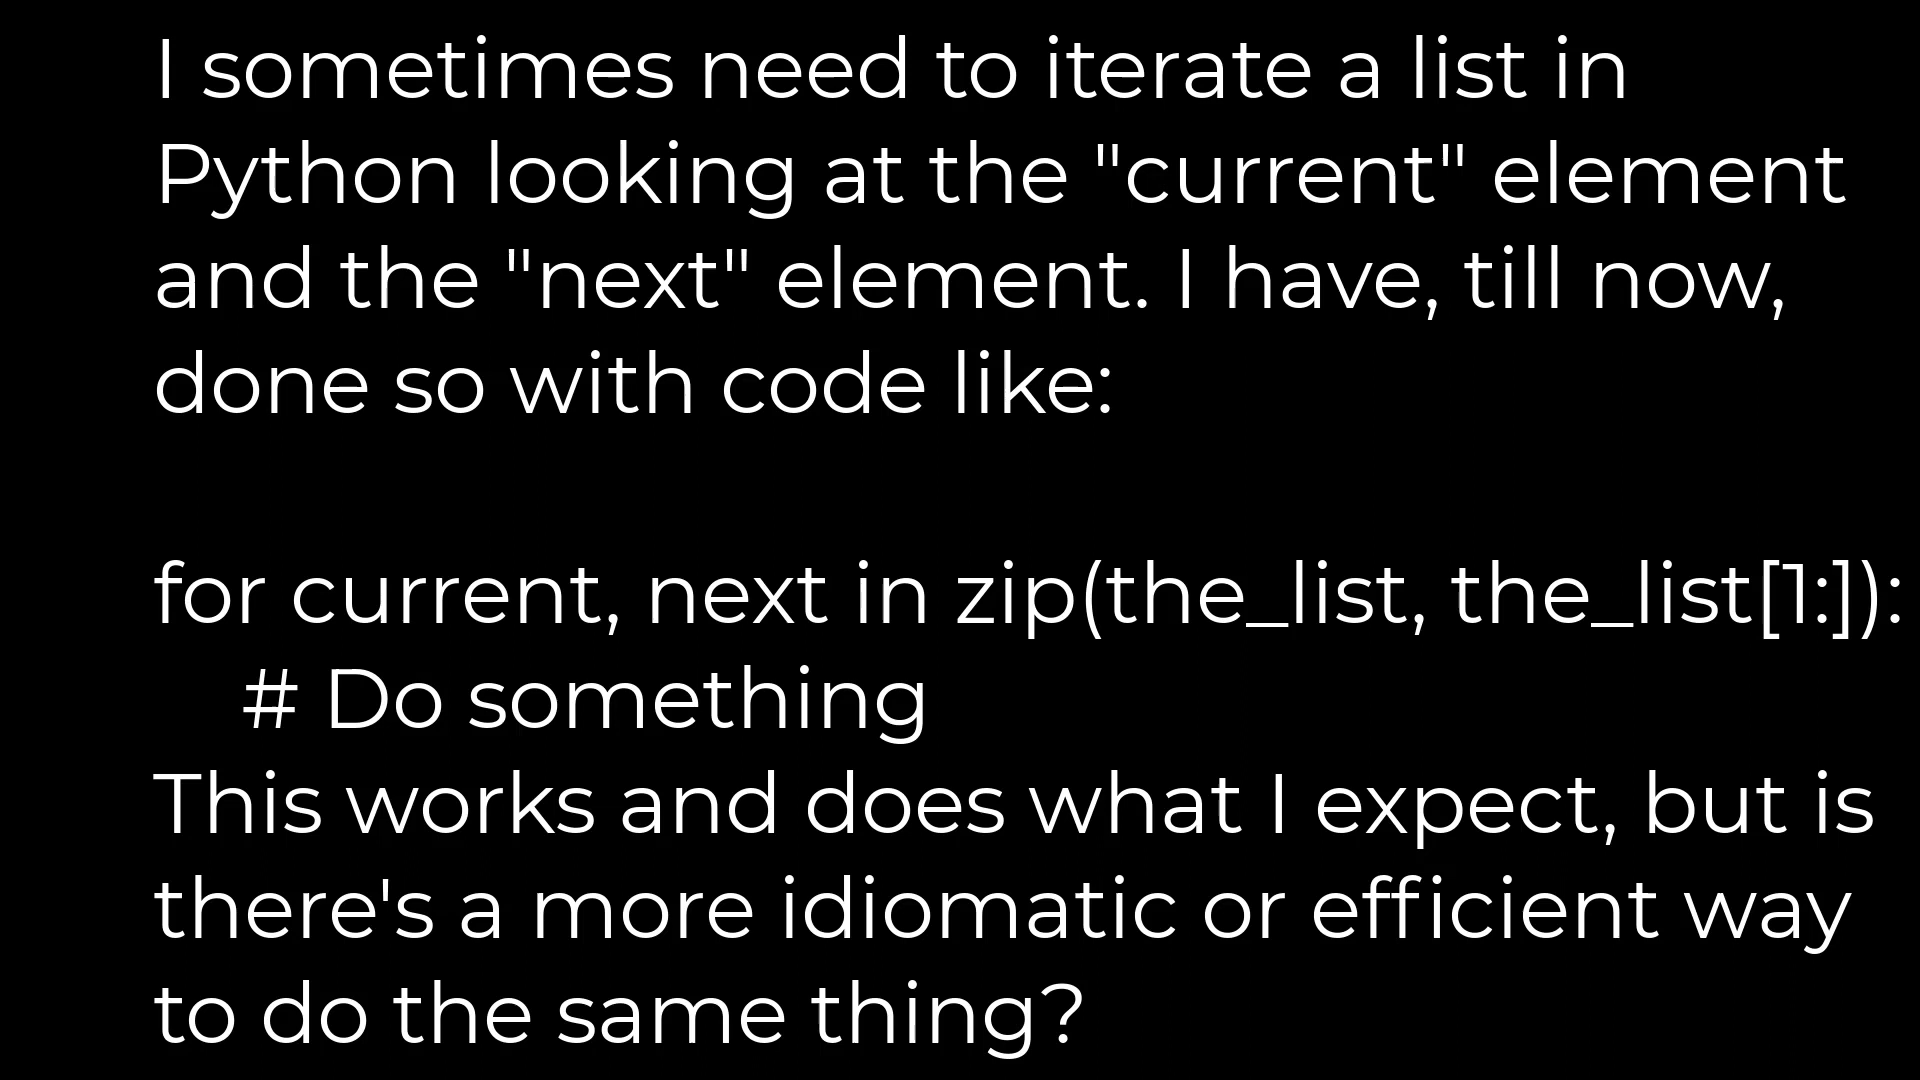 I sometimes need to iterate a list in
Python looking at the "current" element
and the "next" element. I have, till now,
done so with code like:
for current, next in zip(the_list, the_list[1:]):
# Do something
This works and does what I expect, but is
there's a more idiomatic or efficient way
to do the same thing?